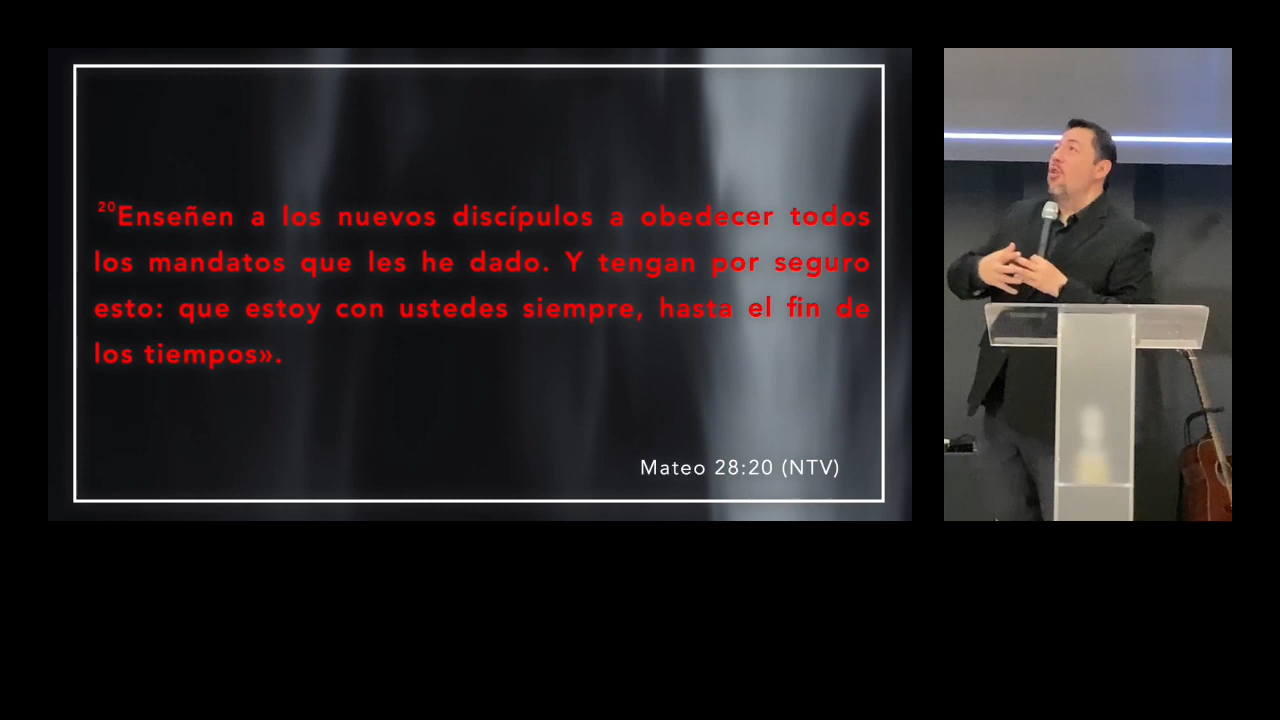 20Enseñen a los nuevos discípulos a obedecer todos
los mandatos que les he dado. Y tengan por seguro
esto: que estoy con ustedes siempre, hasta el fin de
los tiempos».
Mateo 28:20 (NTV)